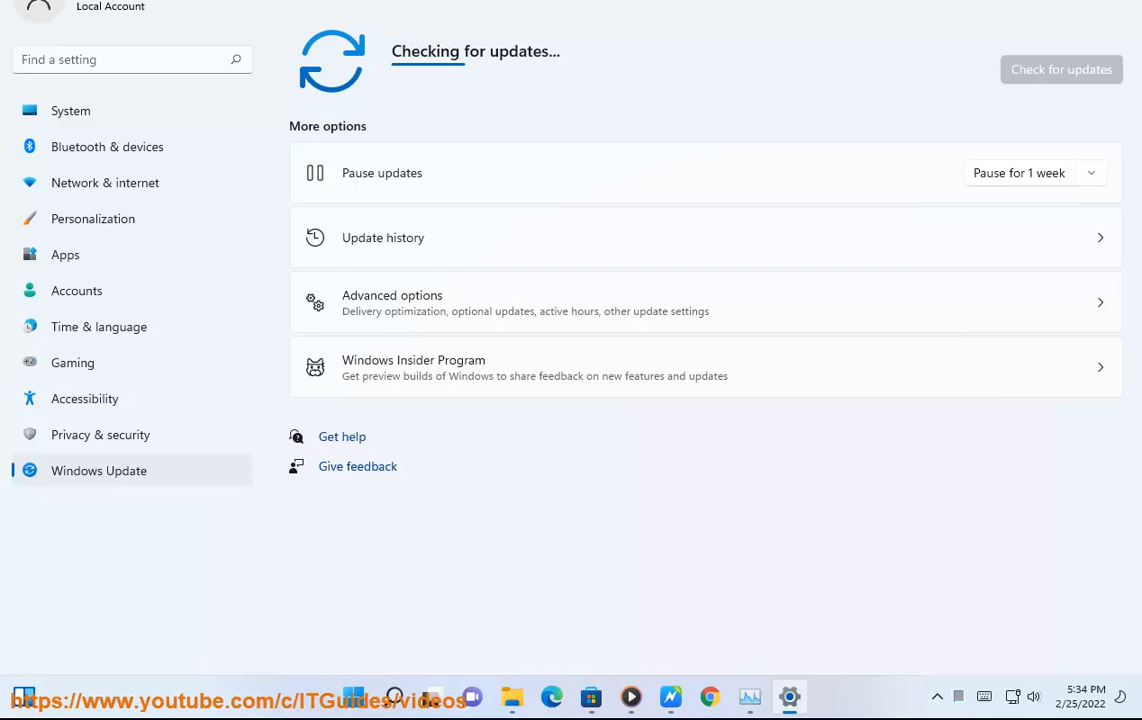 Local Account
Find a setting
System
Bluetooth & devices
Network & internet
Personalization
Apps
Accounts
Time & language
Gaming
Accessibility
Privacy & security
Windows Update
Checking for updates...
Check for updates
More options
Pause updates
Pause for 1 week
Update history
Advanced options
Delivery optimization, optional updates, active hours, other update settings
Windows Insider Program
Get preview builds of Windows to share feedback on new features and updates
Get help
Give feedback
https://www.youtube.com/c/ITGuides/videos
5:34 PM
2/25/2022